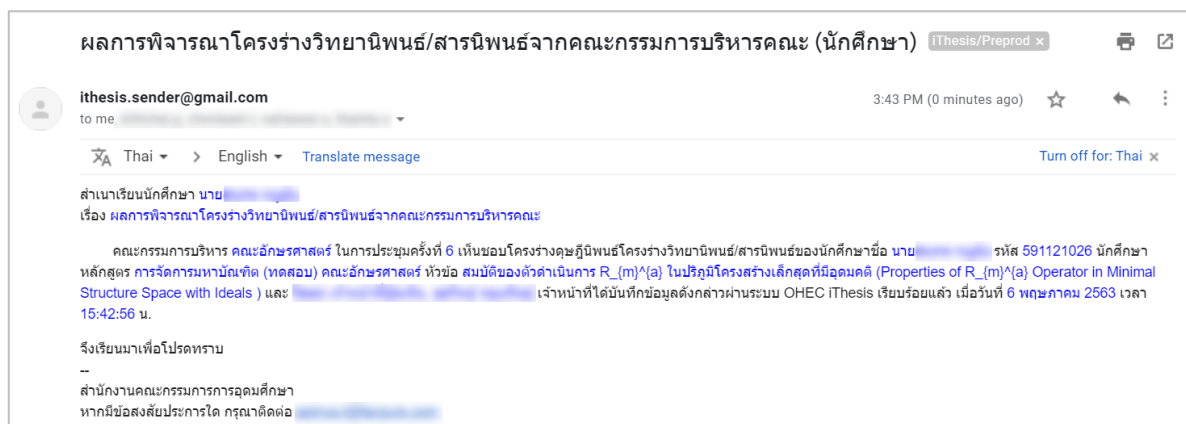 ผลการพิจารณาโครงร่างวิทยานิพนธ์/สารนิพนธ์จากคณะกรรมการบริหารคณะ (นักศึกษา) iThesis/Preprod ×
ithesis.sender@gmail.com 3:43 PM (0 minutes ago)
to me
Thai > English Translate message Turn off for: Thai ×
สำเนาเรียนนักศึกษา นาย
เรื่อง ผลการพิจารณาโครงร่างวิทยานิพนธ์/สารนิพนธ์จากคณะกรรมการบริหารคณะ
คณะกรรมการบริหาร คณะอักษรศาสตร์ ในการประชุมครั้งที่ 6 เห็นชอบโครงร่างดุษฎีนิพนธ์โครงร่างวิทยานิพนธ์/สารนิพนธ์ของนักศึกษาชื่อ นาย รหัส 591121026 นักศึกษา
หลักสูตร การจัดการมหาบัณฑิต (ทดสอบ) คณะอักษรศาสตร์ หัวข้อ สมบัติของตัวดำเนินการ R_{m}^{a} ในปริภูมิโครงสร้างเล็กสุดที่มีอุดมคติ (Properties of R_{m}^{a} Operator in Minimal
Structure Space with Ideals ) และ เจ้าหน้าที่ได้บันทึกข้อมูลดังกล่าวผ่านระบบ OHEC iThesis เรียบร้อยแล้ว เมื่อวันที่ 6 พฤษภาคม 2563 เวลา
15:42:56 น.
จึงเรียนมาเพื่อโปรดทราบ
--
สำนักงานคณะกรรมการการอุดมศึกษา
หากมีข้อสงสัยประการใด กรุณาติดต่อ